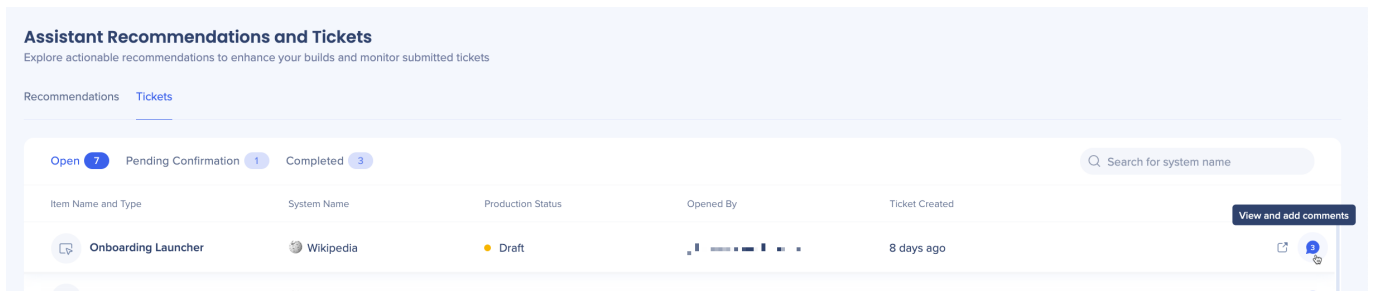 Assistant Recommendations and Tickets
Explore actionable recommendations to enhance your builds and monitor submitted tickets
Recommendations Tickets
Open 7 Pending Confirmation 1 Completed 3 Search for system name
Item Name and Type System Name Production Status Opened By Ticket Created
View and add comments
Onboarding Launcher Wikipedia Draft 8 days ago 3